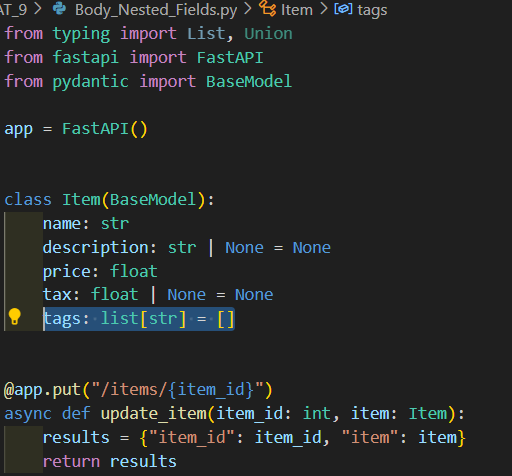 AT_9 > Body_Nested_Fields.py > Item > tags
from typing import List, Union
from fastapi import FastAPI
from pydantic import BaseModel
app = FastAPI()
class Item(BaseModel):
    name: str
    description: str | None = None
    price: float
    tax: float | None = None
    tags: list[str] = []
@app.put("/items/{item_id}")
async def update_item(item_id: int, item: Item):
    results = {"item_id": item_id, "item": item}
    return results